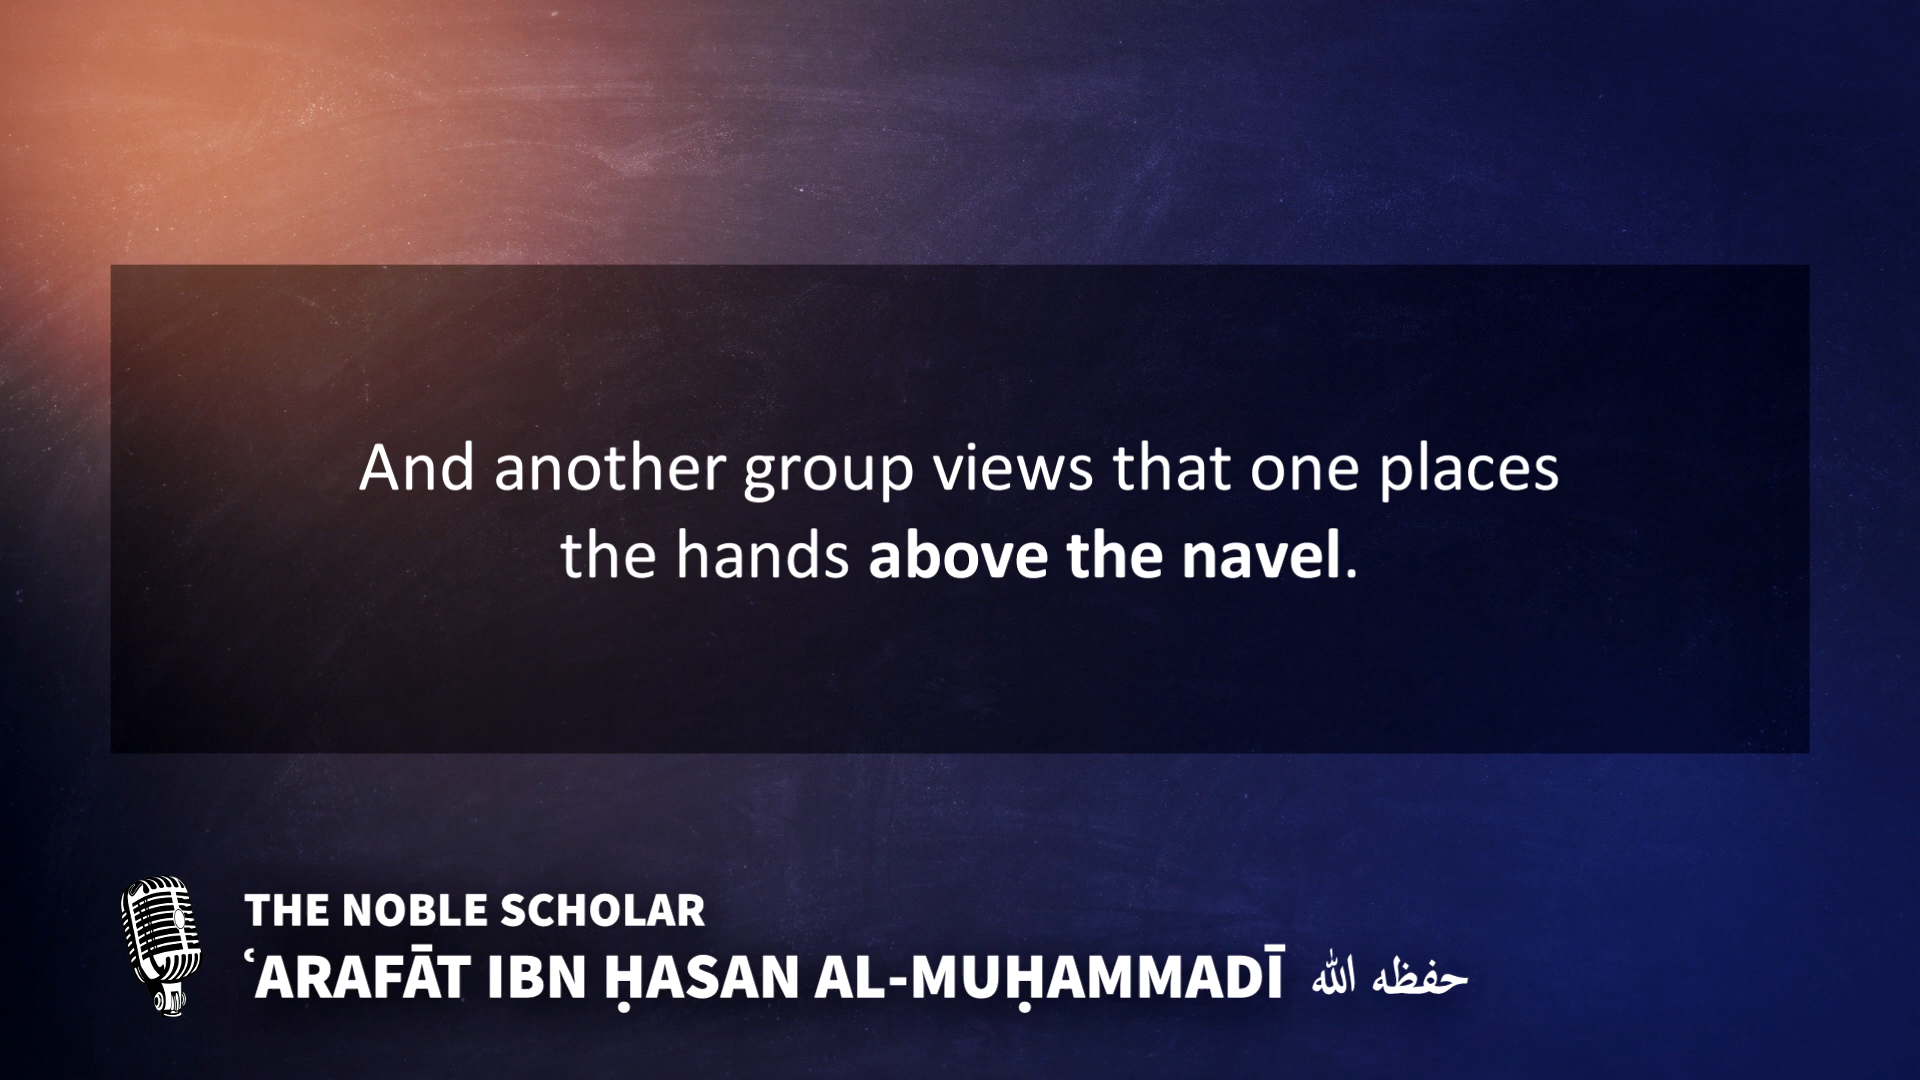 And another group views that one places
the hands above the navel.
THE NOBLE SCHOLAR
ʿARAFĀT IBN ḤASAN AL-MUḤAMMADĪ حفظه الله